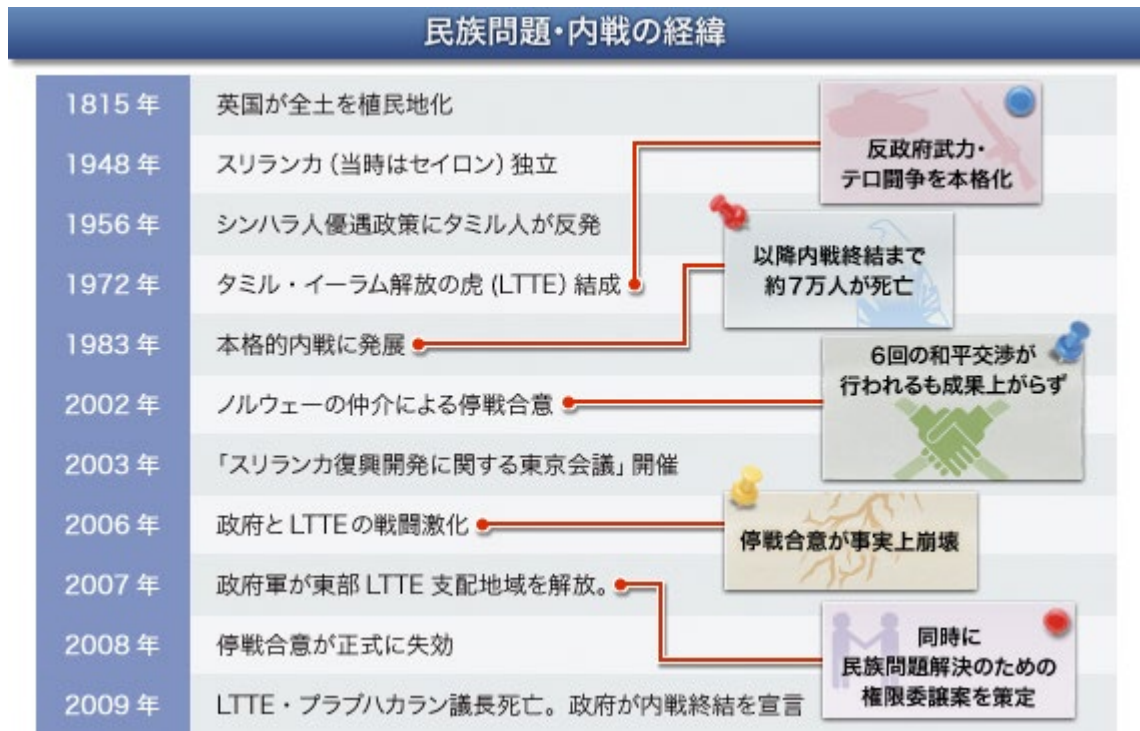 民族問題・内戦の経緯
1815年 英国が全土を植民地化
1948年 スリランカ(当時はセイロン)独立
1956年 シンハラ人優遇政策にタミル人が反発
1972年 タミル・イーラム解放の虎(LTTE)結成
反政府武力・
テロ闘争を本格化
1983年 本格的内戦に発展
以降内戦終結まで
約7万人が死亡
2002年 ノルウェーの仲介による停戦合意
6回の和平交渉が
行われるも成果上がらず
2003年 「スリランカ復興開発に関する東京会議」開催
2006年 政府とLTTEの戦闘激化
停戦合意が事実上崩壊
2007年 政府軍が東部LTTE支配地域を解放。
同時に
民族問題解決のための
権限委譲案を策定
2008年 停戦合意が正式に失効
2009年 LTTE・プラブハカラン議長死亡。政府が内戦終結を宣言